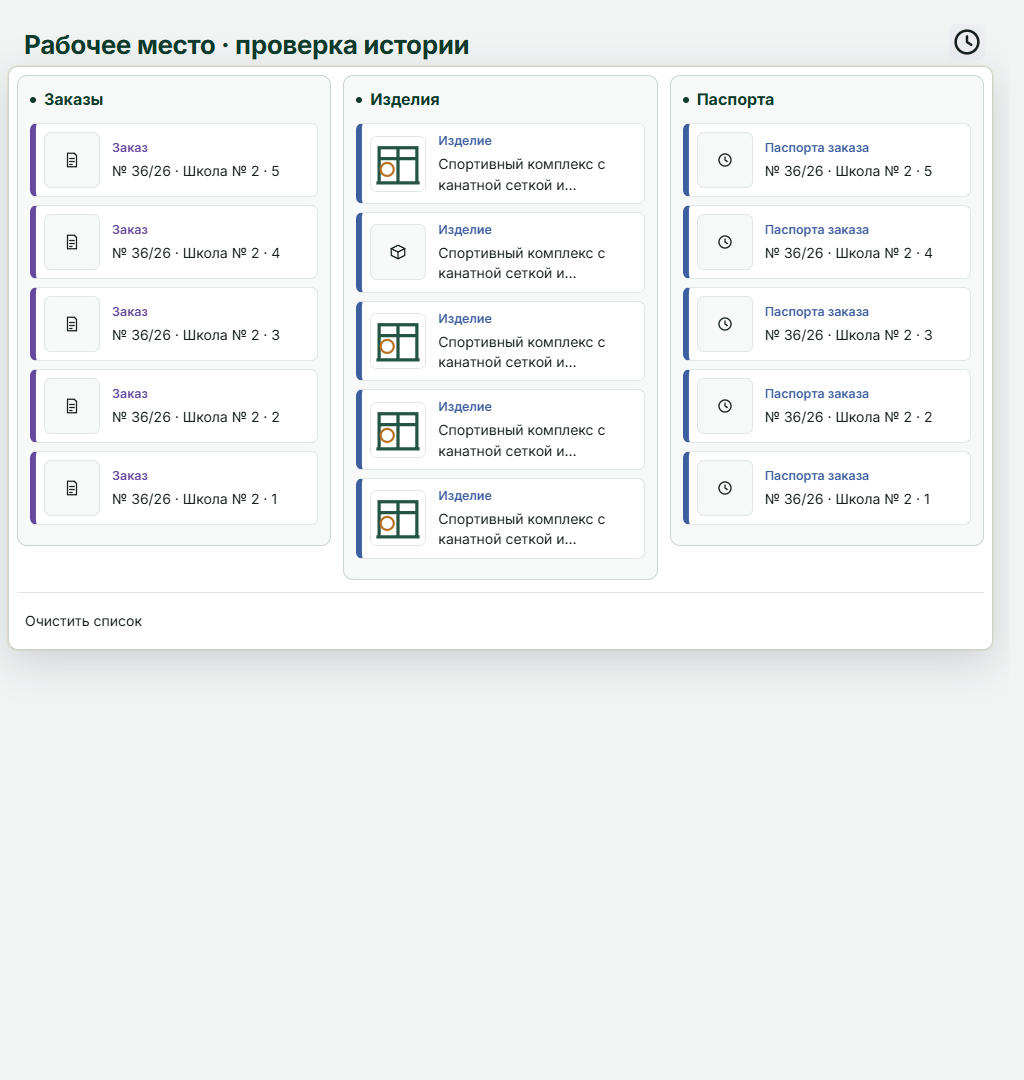 Рабочее место · проверка истории
• Заказы
Заказ
№ 36/26 · Школа № 2 · 5
Заказ
№ 36/26 · Школа № 2 · 4
Заказ
№ 36/26 · Школа № 2 · 3
Заказ
№ 36/26 · Школа № 2 · 2
Заказ
№ 36/26 · Школа № 2 · 1
• Изделия
Изделие
Спортивный комплекс с
канатной сеткой и...
Изделие
Спортивный комплекс с
канатной сеткой и...
Изделие
Спортивный комплекс с
канатной сеткой и...
Изделие
Спортивный комплекс с
канатной сеткой и...
Изделие
Спортивный комплекс с
канатной сеткой и...
• Паспорта
Паспорта заказа
№ 36/26 · Школа № 2 · 5
Паспорта заказа
№ 36/26 · Школа № 2 · 4
Паспорта заказа
№ 36/26 · Школа № 2 · 3
Паспорта заказа
№ 36/26 · Школа № 2 · 2
Паспорта заказа
№ 36/26 · Школа № 2 · 1
Очистить список